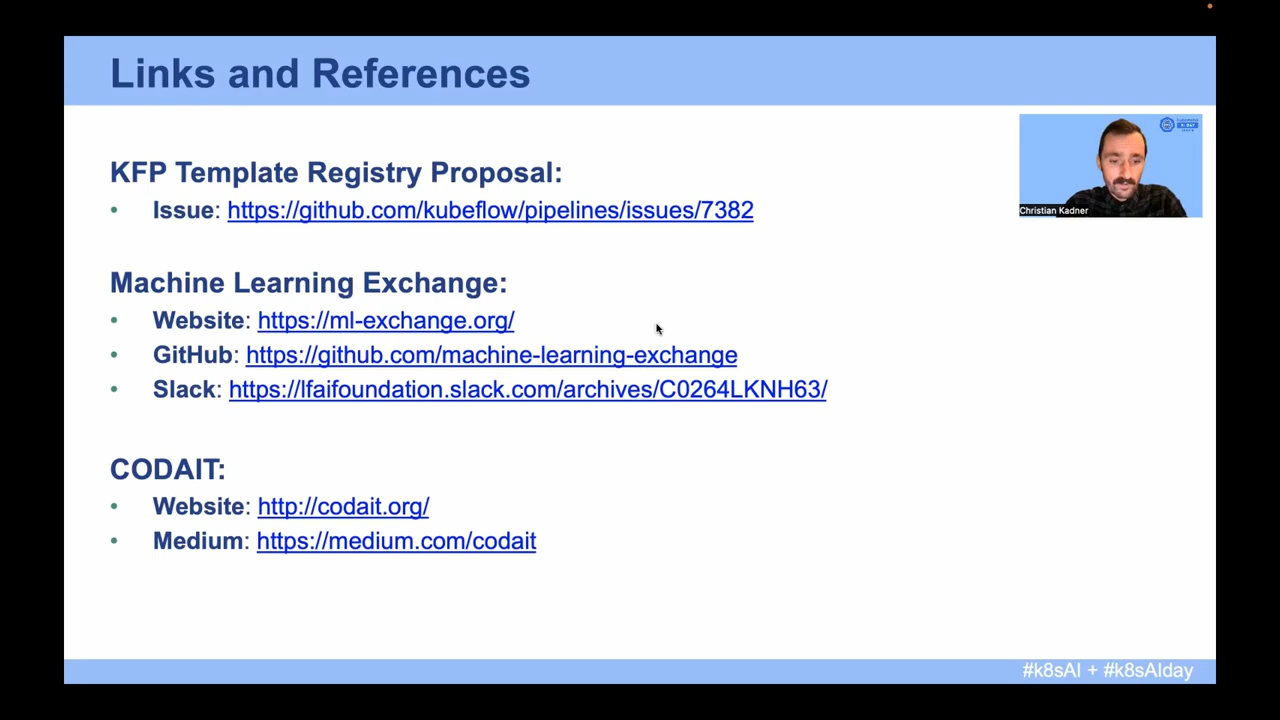 Links and References
KFP Template Registry Proposal:
• Issue: https://github.com/kubeflow/pipelines/issues/7382
Machine Learning Exchange:
• Website: https://ml-exchange.org/
• GitHub: https://github.com/machine-learning-exchange
• Slack: https://lfaifoundation.slack.com/archives/C0264LKNH63/
CODAIT:
• Website: http://codait.org/
• Medium: https://medium.com/codait
Christian Kadner
#k8sAI + #k8sAIday